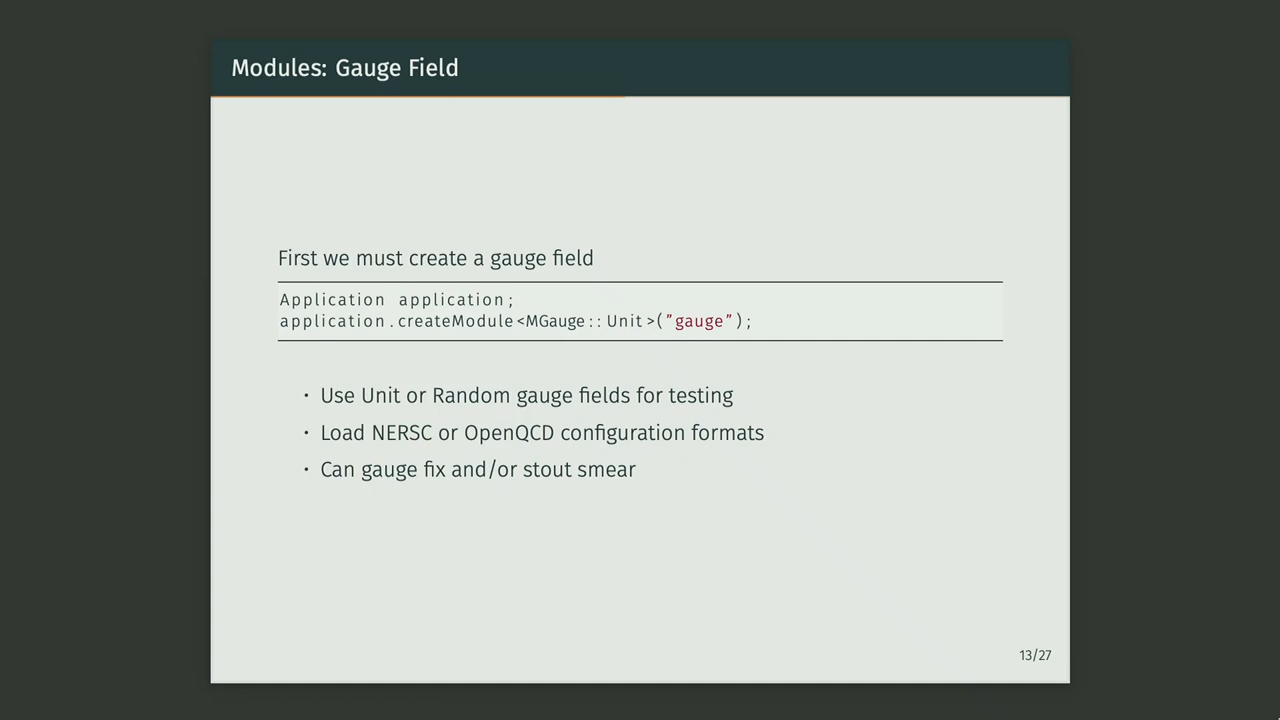 Modules: Gauge Field
First we must create a gauge field
Application application;
application.createModule<MGauge::Unit>("gauge");
• Use Unit or Random gauge fields for testing
• Load NERSC or OpenQCD configuration formats
• Can gauge fix and/or stout smear
13/27